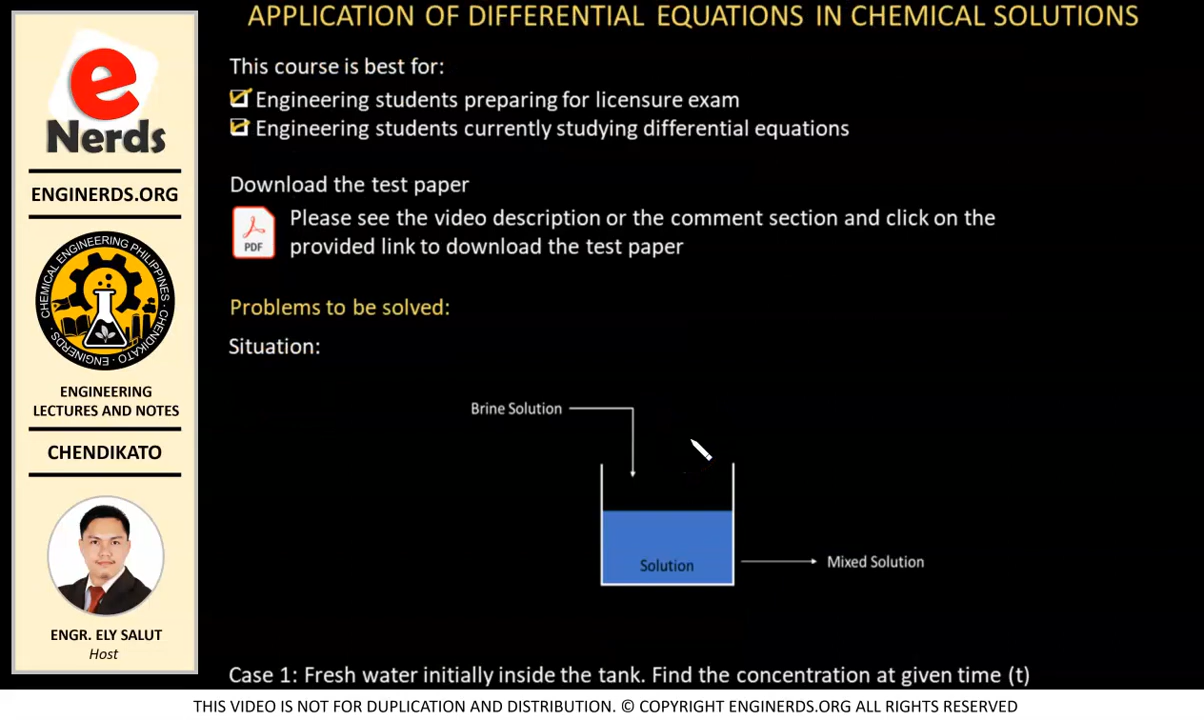 APPLICATION OF DIFFERENTIAL EQUATIONS IN CHEMICAL SOLUTIONS
This course is best for:
Engineering students preparing for licensure exam
Engineering students currently studying differential equations
Download the test paper
PDF
Please see the video description or the comment section and click on the
provided link to download the test paper
Problems to be solved:
Situation:
Brine Solution
Solution
Mixed Solution
Case 1: Fresh water initially inside the tank. Find the concentration at given time (t)
e
Nerds
ENGINERDS.ORG
CHEMICAL ENGINEERING PHILIPPINES · CHENDIKATO · ENGINERDS ·
ENGINEERING
LECTURES AND NOTES
CHENDIKATO
ENGR. ELY SALUT
Host
THIS VIDEO IS NOT FOR DUPLICATION AND DISTRIBUTION. © COPYRIGHT ENGINERDS.ORG ALL RIGHTS RESERVED